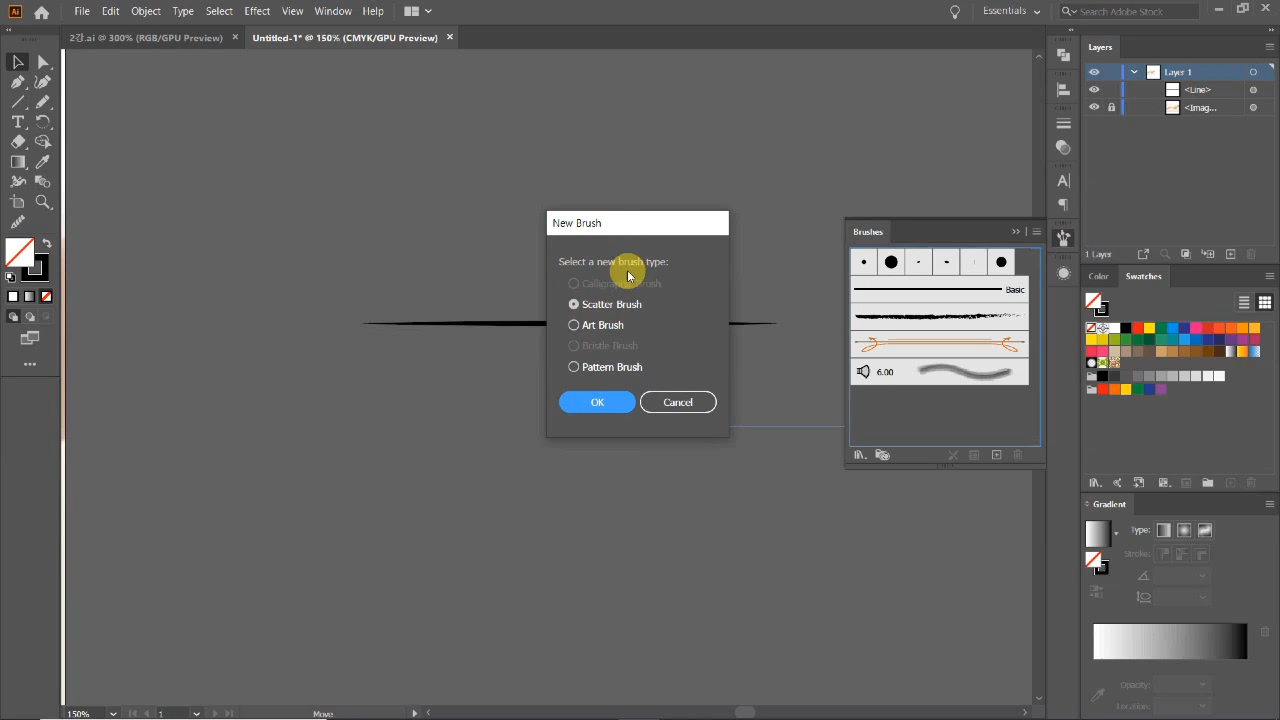 Ai File Edit Object Type Select Effect View Window Help Essentials Search Adobe Stock
2강.ai @ 300% (RGB/GPU Preview) × Untitled-1* @ 150% (CMYK/GPU Preview) ×
Layers
Layer 1
<Line>
<Imag...
1 Layer
New Brush
Select a new brush type:
Calligraphic Brush
Scatter Brush
Art Brush
Bristle Brush
Pattern Brush
OK Cancel
Brushes
Basic
6.00
Color Swatches
Gradient
Type:
Stroke:
Opacity:
Location:
150% 1 Move